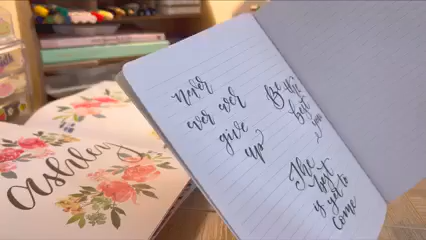 never
ever ever
give
up
Be the
best
you
The
best
is yet to
come
Ashley